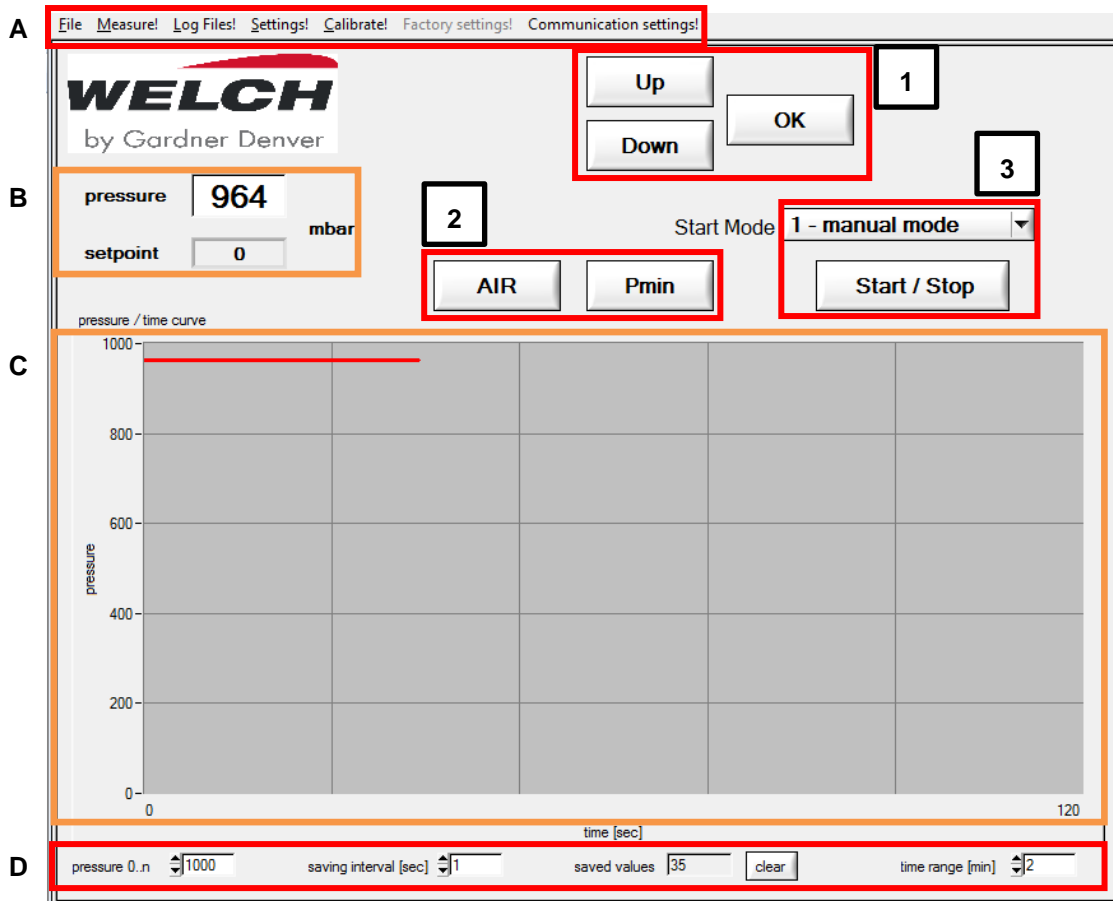 A
File Measure! Log Files! Settings! Calibrate! Factory settings! Communication settings!
WELCH
by Gardner Denver
Up
Down
OK
1
B
pressure 964
mbar
setpoint 0
2
AIR Pmin
3
Start Mode 1 - manual mode
Start / Stop
pressure / time curve
C
1000
800
600
400
200
0
pressure
0 120
time [sec]
D
pressure 0..n 1000 saving interval [sec] 1 saved values 35 clear time range [min] 2